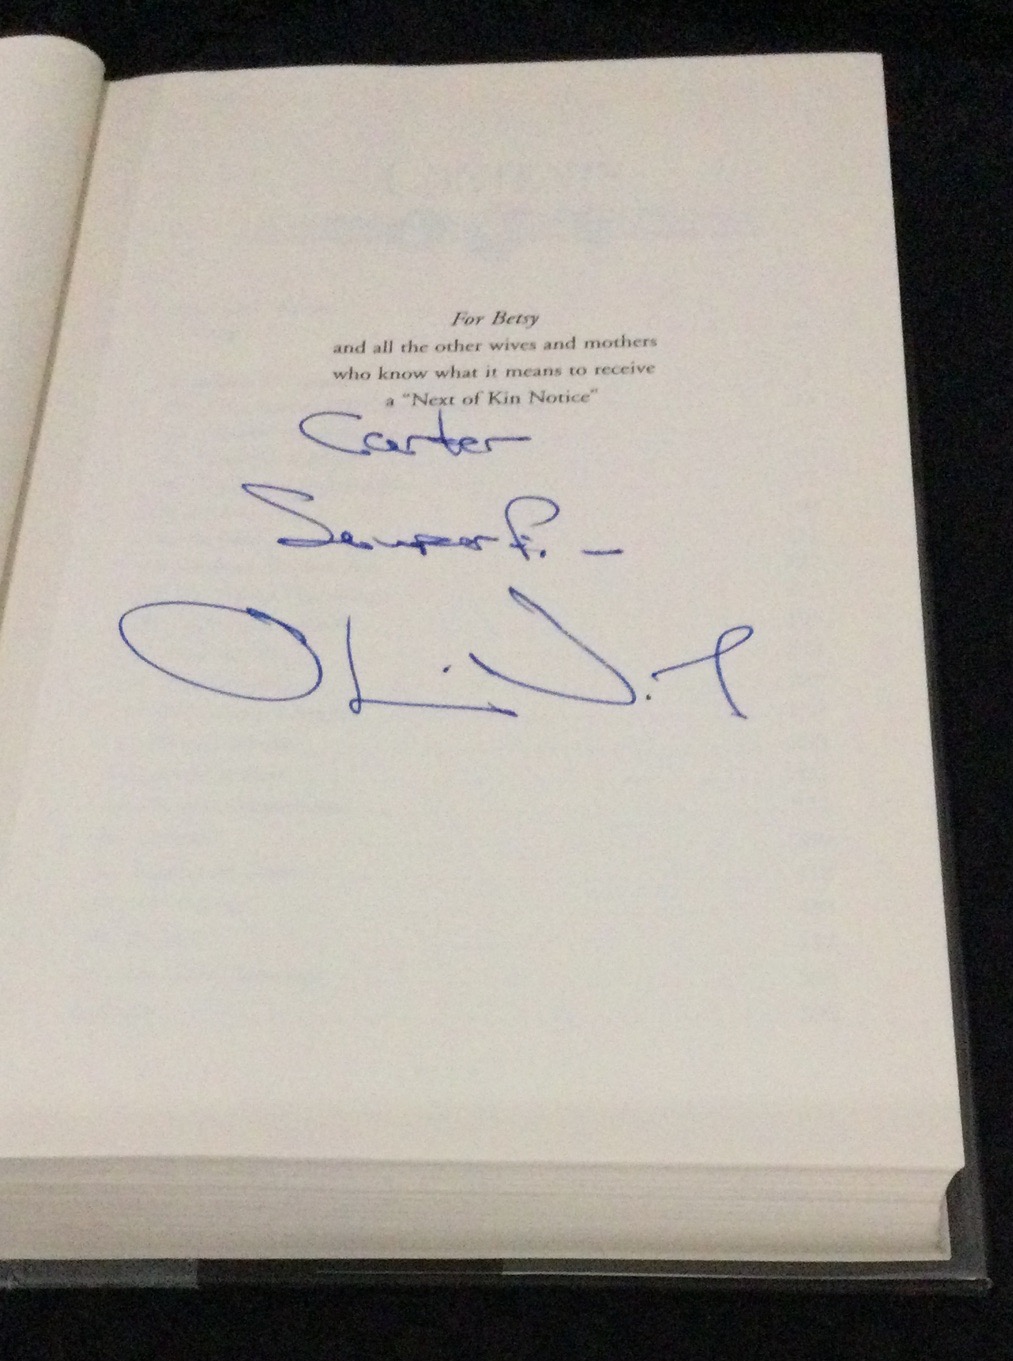 For Betsy
and all the other wives and mothers
who know what it means to receive
a "Next of Kin Notice"
Carter
Semper Fi –